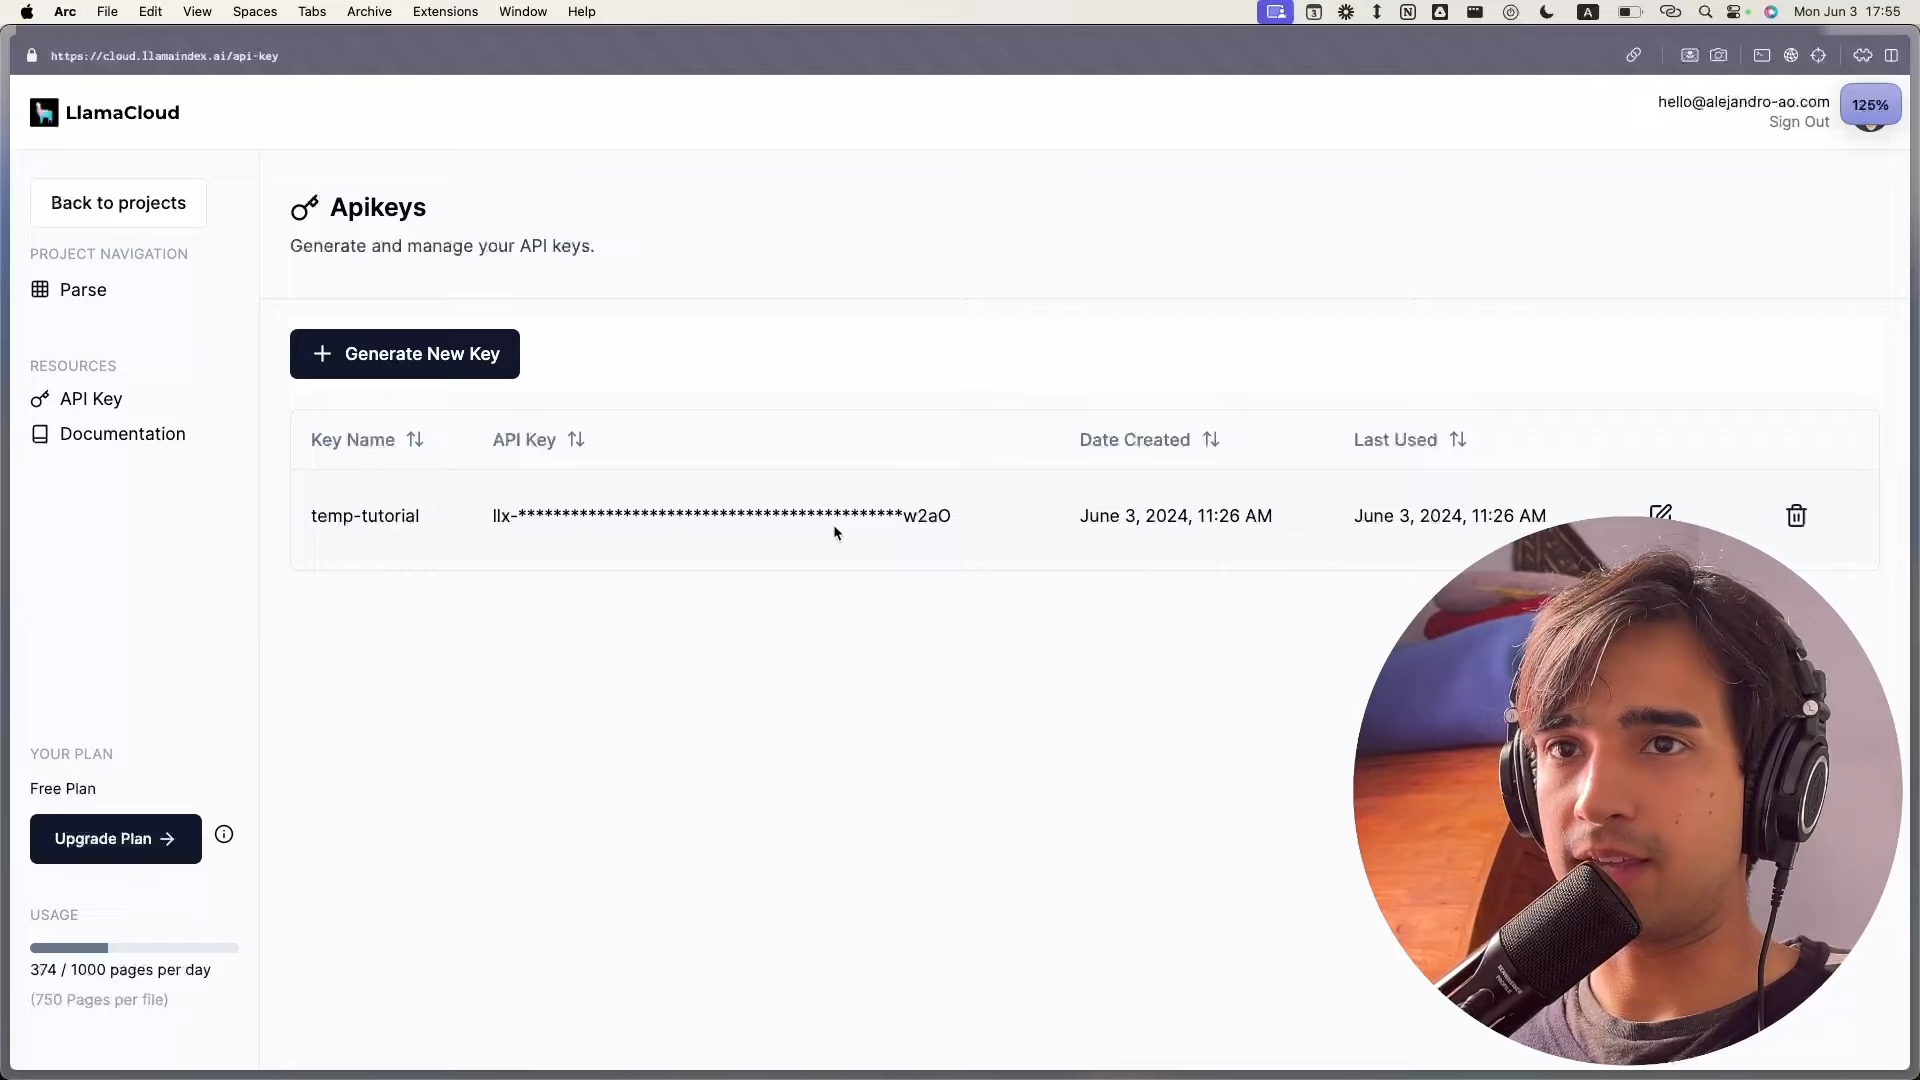 Arc File Edit View Spaces Tabs Archive Extensions Window Help 3 N A Mon Jun 3 17:55
https://cloud.llamaindex.ai/api-key
LlamaCloud
hello@alejandro-ao.com
Sign Out
125%
Back to projects
PROJECT NAVIGATION
Parse
RESOURCES
API Key
Documentation
YOUR PLAN
Free Plan
Upgrade Plan →
USAGE
374 / 1000 pages per day
(750 Pages per file)
Apikeys
Generate and manage your API keys.
+ Generate New Key
Key Name API Key Date Created Last Used
temp-tutorial llx-********************************************w2aO June 3, 2024, 11:26 AM June 3, 2024, 11:26 AM